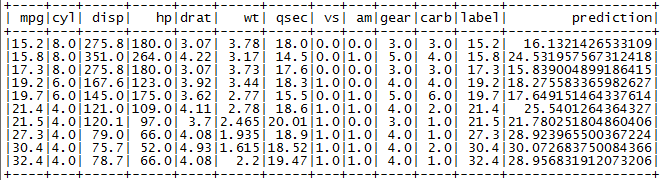 +----+---+-----+-----+----+-----+-----+---+---+----+----+-----+------------------+
| mpg|cyl| disp|   hp|drat|   wt| qsec| vs| am|gear|carb|label|        prediction|
+----+---+-----+-----+----+-----+-----+---+---+----+----+-----+------------------+
|15.2|8.0|275.8|180.0|3.07| 3.78| 18.0|0.0|0.0| 3.0| 3.0| 15.2|  16.1321426533109|
|15.8|8.0|351.0|264.0|4.22| 3.17| 14.5|0.0|1.0| 5.0| 4.0| 15.8|24.531957567312418|
|17.3|8.0|275.8|180.0|3.07| 3.73| 17.6|0.0|0.0| 3.0| 3.0| 17.3|15.839004899186415|
|19.2|6.0|167.6|123.0|3.92| 3.44| 18.3|1.0|0.0| 4.0| 4.0| 19.2| 18.27558336598262​7|
|19.7|6.0|145.0|175.0|3.62| 2.77| 15.5|0.0|1.0| 5.0| 6.0| 19.7|17.649151464337614|
|21.4|4.0|121.0|109.0|4.11| 2.78| 18.6|1.0|1.0| 4.0| 2.0| 21.4|  25.5401264364327|
|21.5|4.0|120.1| 97.0| 3.7|2.465|20.01|1.0|0.0| 3.0| 1.0| 21.5|21.780251804860406|
|27.3|4.0| 79.0| 66.0|4.08|1.935| 18.9|1.0|1.0| 4.0| 1.0| 27.3|28.923965500367224|
|30.4|4.0| 75.7| 52.0|4.93|1.615|18.52|1.0|1.0| 4.0| 2.0| 30.4|30.072683750084366|
|32.4|4.0| 78.7| 66.0|4.08|  2.2|19.47|1.0|1.0| 4.0| 1.0| 32.4|28.956831912073206|
+----+---+-----+-----+----+-----+-----+---+---+----+----+-----+------------------+